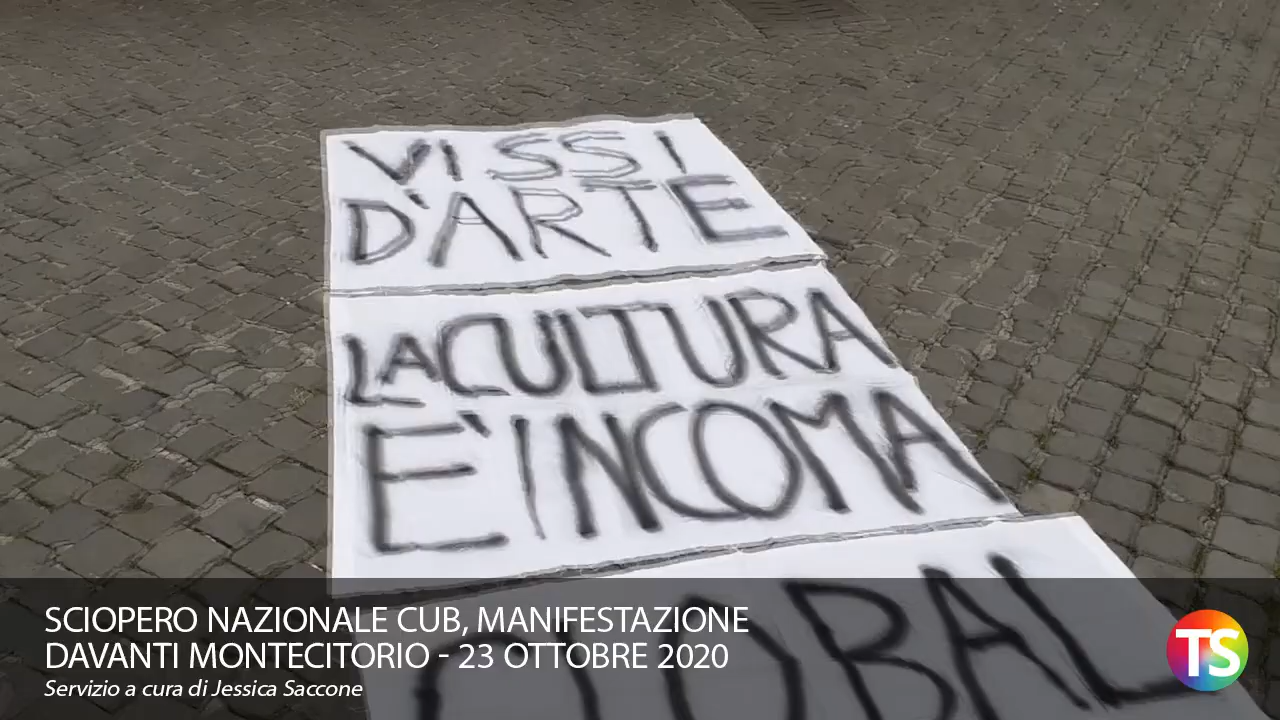 VISSI
D'ARTE
LA CULTURA
E' IN COMA
GLOBAL
SCIOPERO NAZIONALE CUB, MANIFESTAZIONE
DAVANTI MONTECITORIO - 23 OTTOBRE 2020
Servizio a cura di Jessica Saccone
TS